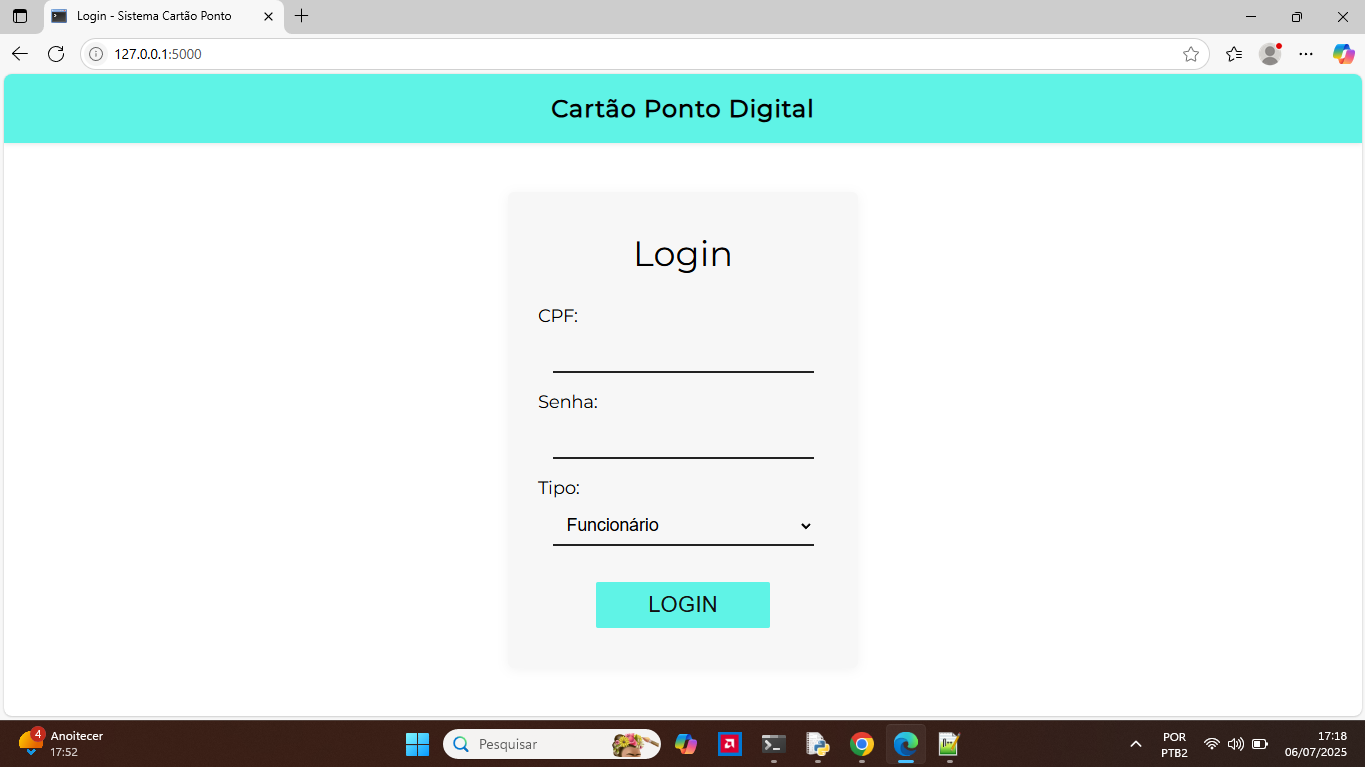 Login - Sistema Cartão Ponto
127.0.0.1:5000
Cartão Ponto Digital
Login
CPF:
Senha:
Tipo:
Funcionário
LOGIN
4
Anoitecer
17:52
Pesquisar
POR
PTB2
17:18
06/07/2025